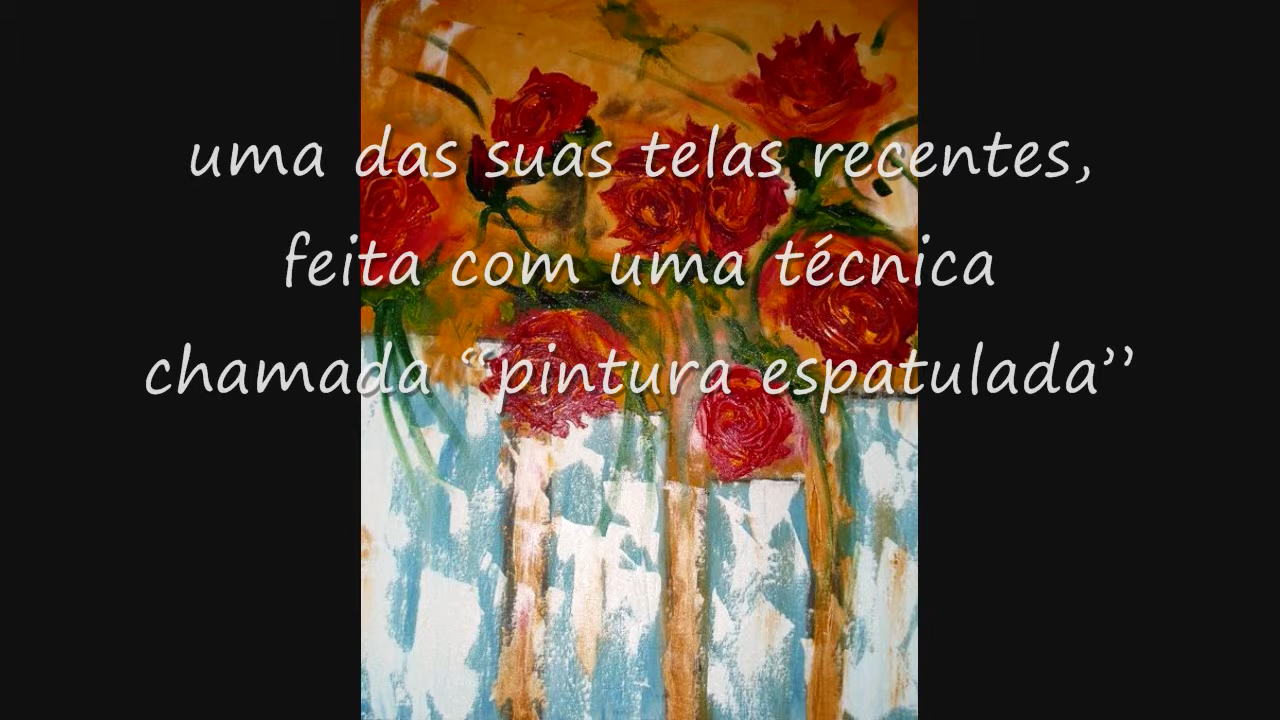 uma das suas telas recentes,
feita com uma técnica
chamada “pintura espatulada”